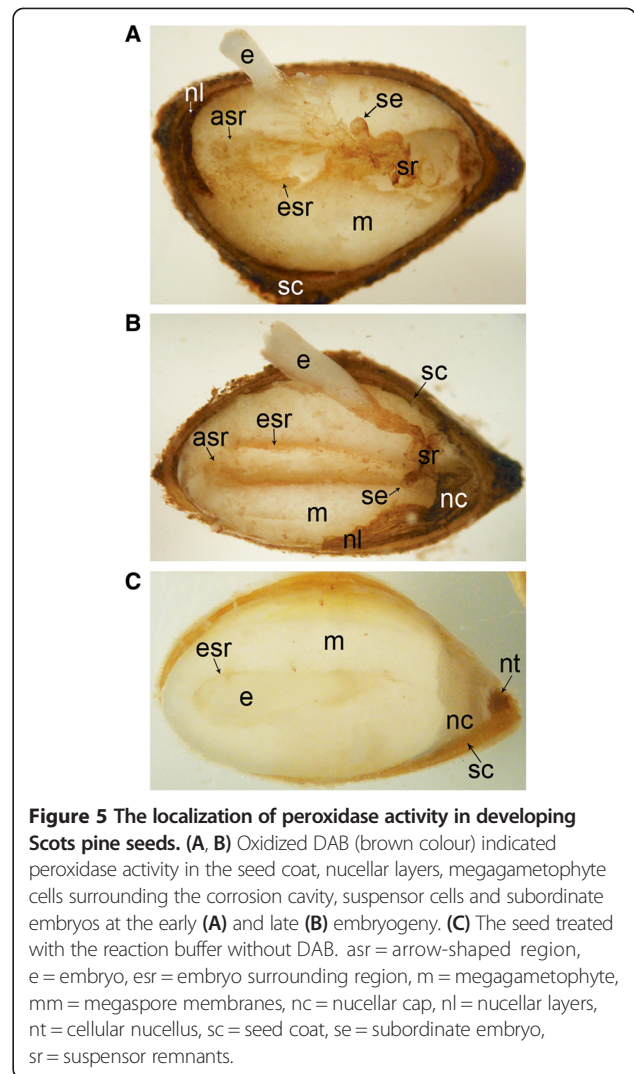 A
e
nl
se
asr
sr
esr
m
sc
B
e
sc
esr
asr
sr
se
nc
m
nl
C
m
esr
nt
e
nc
sc
Figure 5 The localization of peroxidase activity in developing
Scots pine seeds. (A, B) Oxidized DAB (brown colour) indicated
peroxidase activity in the seed coat, nucellar layers, megagametophyte
cells surrounding the corrosion cavity, suspensor cells and subordinate
embryos at the early (A) and late (B) embryogeny. (C) The seed treated
with the reaction buffer without DAB. asr = arrow-shaped region,
e = embryo, esr = embryo surrounding region, m = megagametophyte,
mm = megaspore membranes, nc = nucellar cap, nl = nucellar layers,
nt = cellular nucellus, sc = seed coat, se = subordinate embryo,
sr = suspensor remnants.